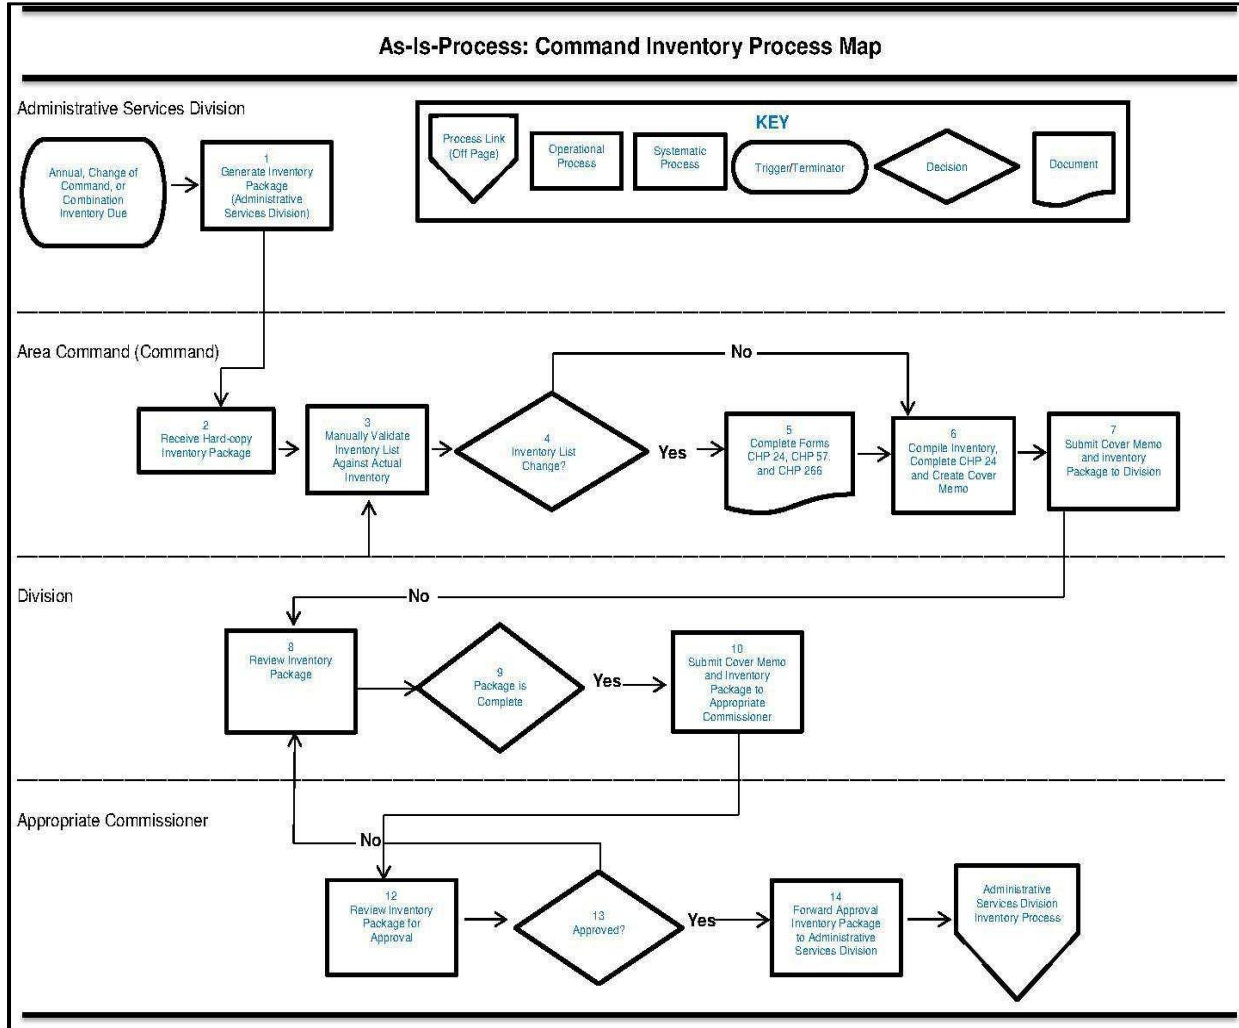 As-Is-Process: Command Inventory Process Map
Administrative Services Division
KEY
Process Link
(Off Page)
Operational
Process
Systematic
Process
Trigger/Terminator
Decision
Document
Annual, Change of
Command, or
Combination
Inventory Due
1
Generate Inventory
Package
(Administrative
Services Division)
Area Command (Command)
No
2
Receive Hard-copy
Inventory Package
3
Manually Validate
Inventory List
Against Actual
Inventory
4
Inventory List
Change?
Yes
5
Complete Forms
CHP 24, CHP 57
and CHP 266
6
Compile Inventory,
Complete CHP 24
and Create Cover
Memo
7
Submit Cover Memo
and inventory
Package to Division
Division
No
8
Review Inventory
Package
9
Package is
Complete
Yes
10
Submit Cover Memo
and Inventory
Package to
Appropriate
Commissioner
Appropriate Commissioner
No
12
Review Inventory
Package for
Approval
13
Approved?
Yes
14
Forward Approval
Inventory Package
to Administrative
Services Division
Administrative
Services Division
Inventory Process